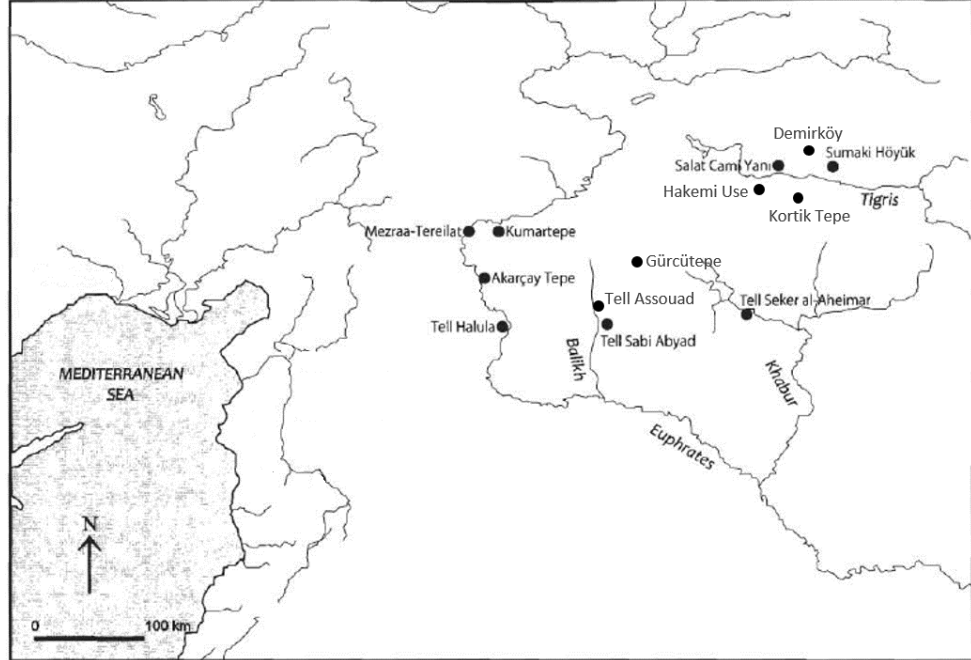 Demirköy
Sumaki Höyük
Salat Cami Yanı
Hakemi Use
Tigris
Kortik Tepe
Mezraa-Tereilat
Kumartepe
Gürcütepe
Akarçay Tepe
Tell Assouad
Tell Seker al-Aheimar
Tell Halula
Tell Sabi Abyad
Balikh
Khabur
MEDITERRANEAN
SEA
Euphrates
N
0 100 km